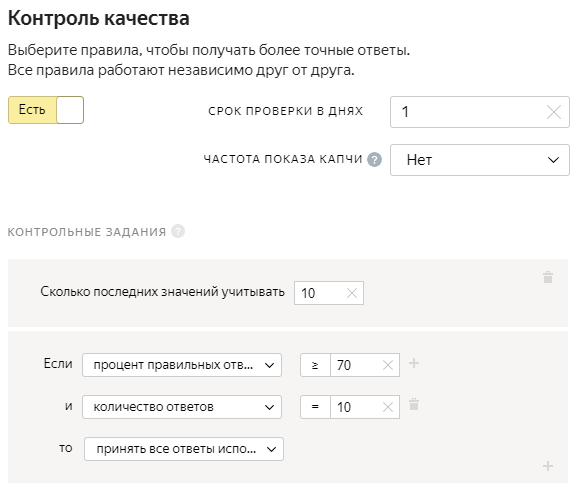 Контроль качества
Выберите правила, чтобы получать более точные ответы.
Все правила работают независимо друг от друга.
Есть
СРОК ПРОВЕРКИ В ДНЯХ 1
ЧАСТОТА ПОКАЗА КАПЧИ ? Нет
КОНТРОЛЬНЫЕ ЗАДАНИЯ ?
Сколько последних значений учитывать 10
Если процент правильных отв... ≥ 70
и количество ответов = 10
то принять все ответы испо...